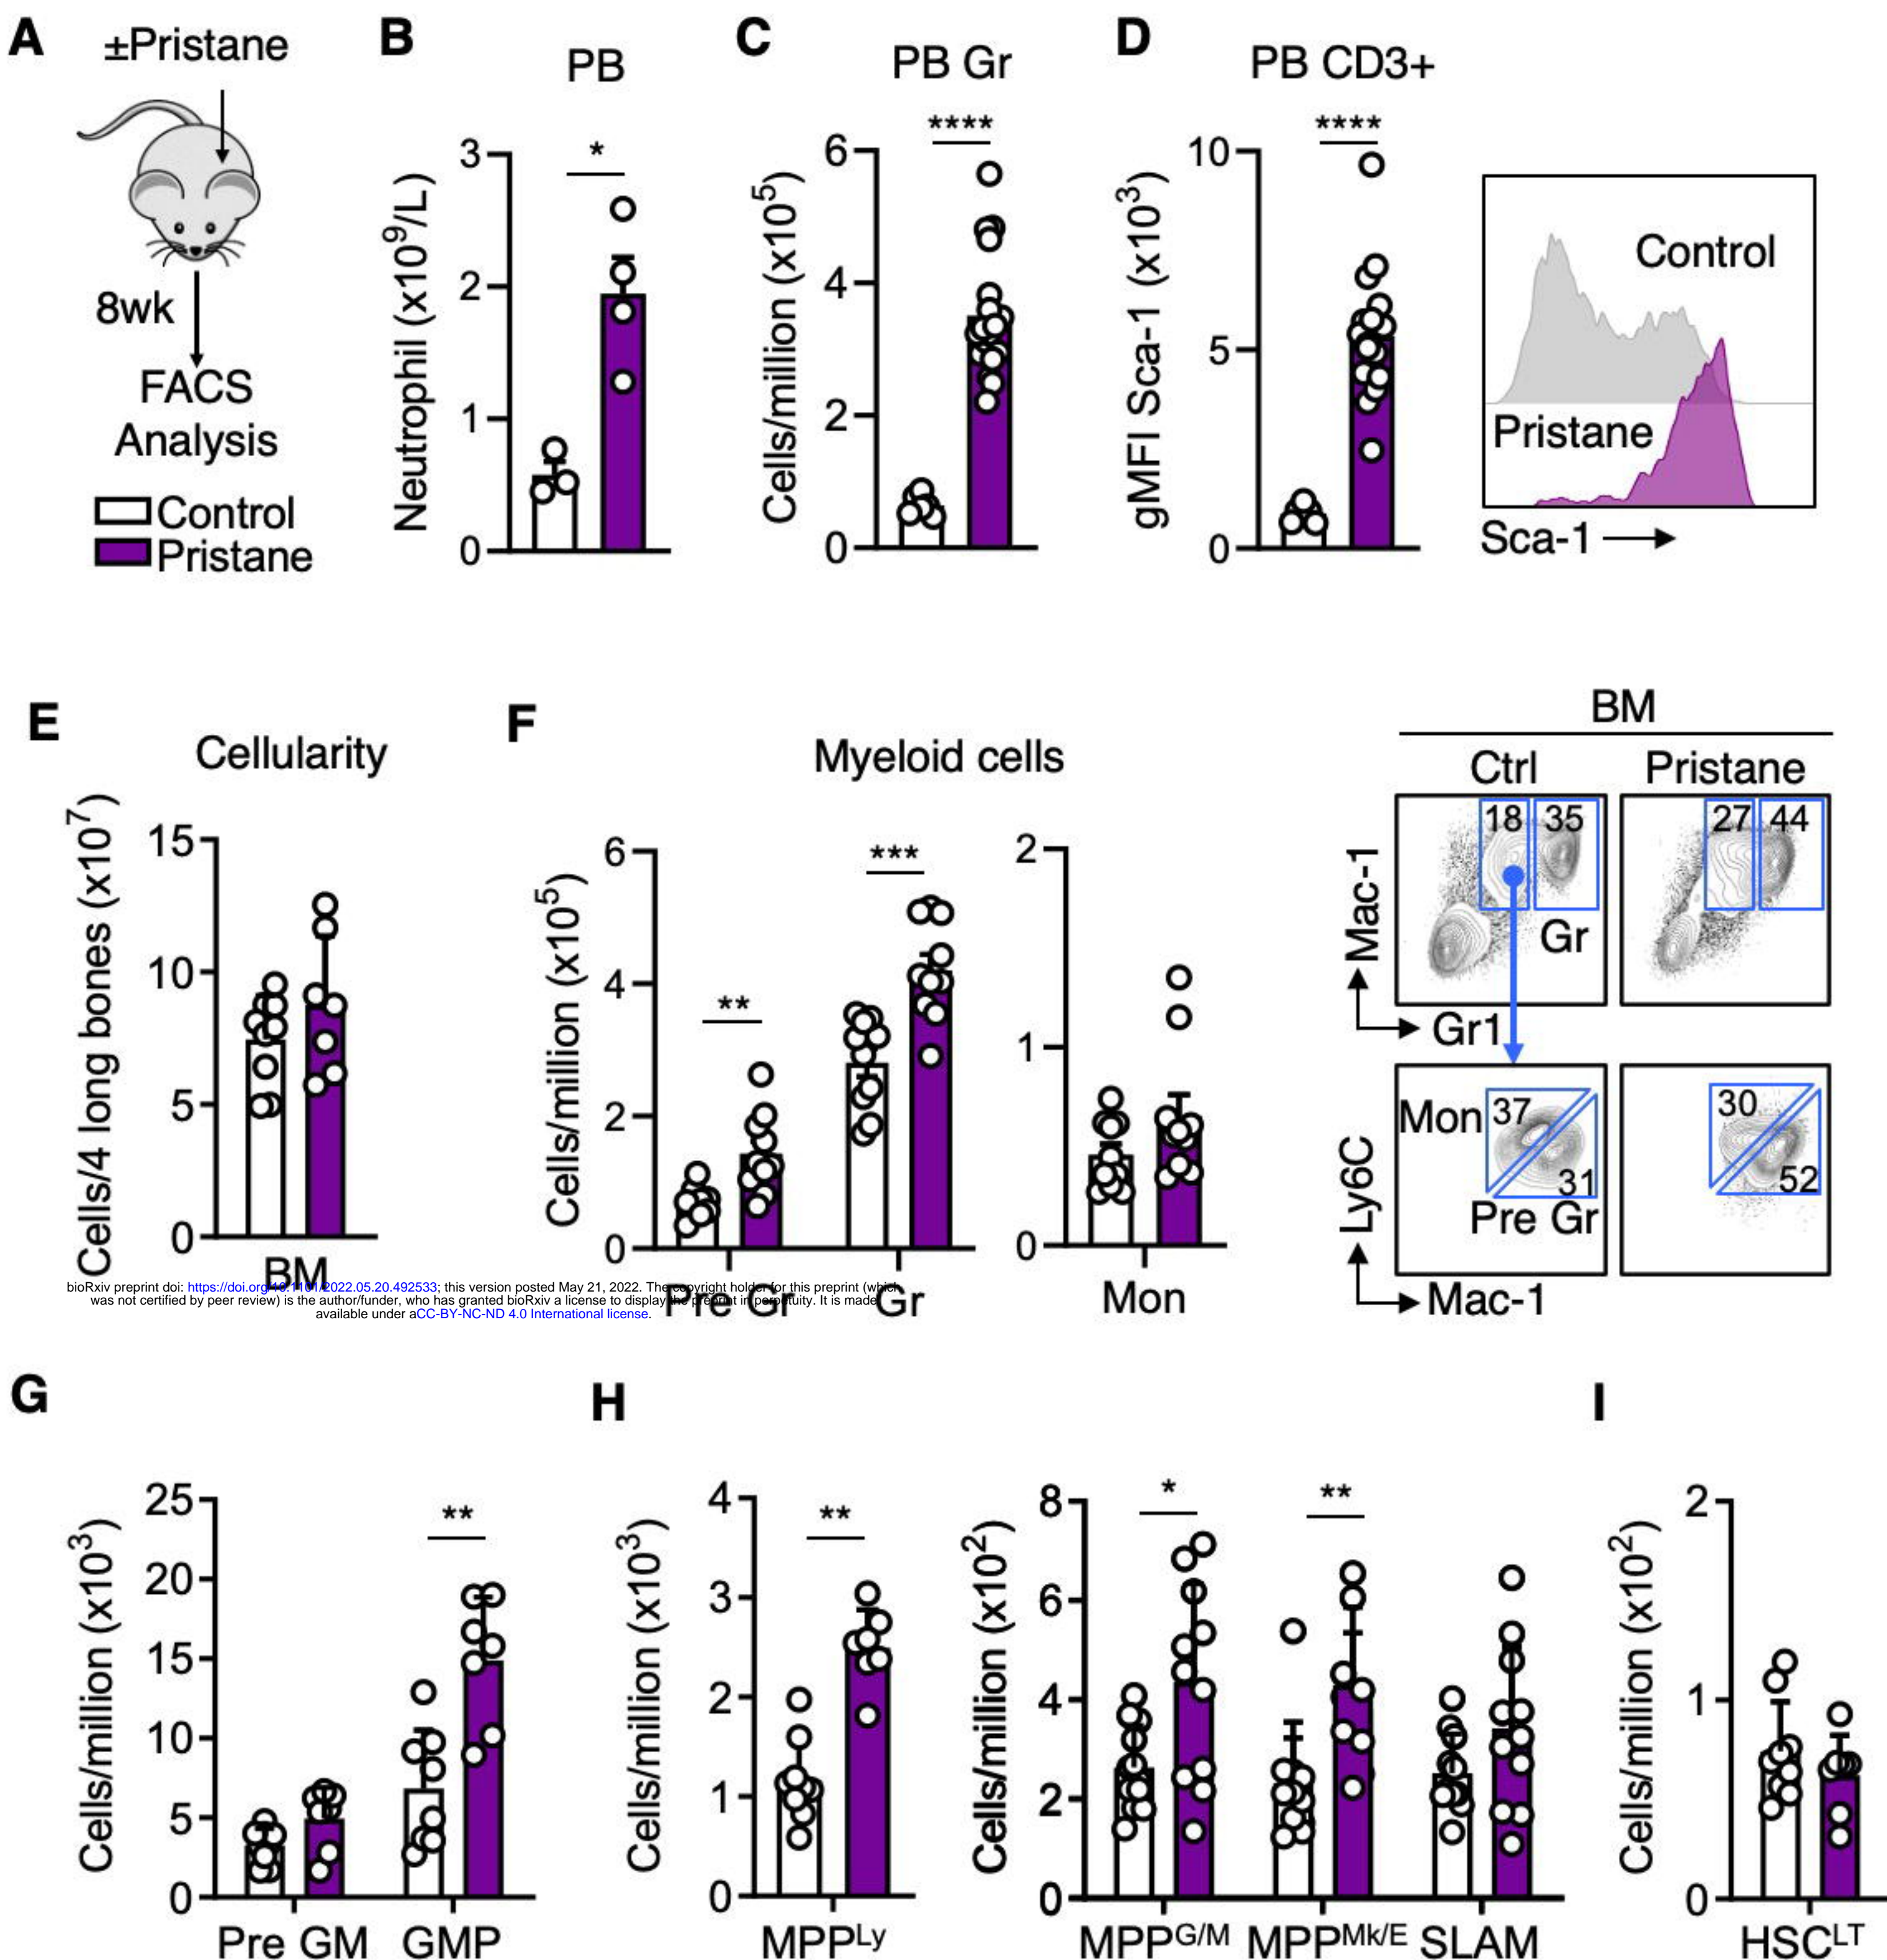 A
±Pristane
8wk
FACS
Analysis
Control
Pristane
B
PB
*
Neutrophil (x10⁹/L)
3
2
1
0
C
PB Gr
****
Cells/million (x10⁵)
6
4
2
0
D
PB CD3+
****
gMFI Sca-1 (x10³)
10
5
0
Control
Pristane
Sca-1
E
Cellularity
Cells/4 long bones (x10⁷)
15
10
5
0
BM
F
Myeloid cells
Cells/million (x10⁵)
6
4
2
0
**
***
Pre Gr
Gr
2
1
0
Mon
BM
Ctrl
Pristane
18
35
27
44
Gr
Mac-1
Gr1
Mon
37
31
Pre Gr
30
52
Ly6C
Mac-1
bioRxiv preprint doi: https://doi.org/10.1101/2022.05.20.492533; this version posted May 21, 2022. The copyright holder for this preprint (which
was not certified by peer review) is the author/funder, who has granted bioRxiv a license to display the preprint in perpetuity. It is made
available under aCC-BY-NC-ND 4.0 International license.
G
Cells/million (x10³)
25
20
15
10
5
0
**
Pre GM
GMP
H
Cells/million (x10³)
4
3
2
1
0
**
MPPᴸʸ
Cells/million (x10²)
8
6
4
2
0
*
**
MPPᴳ/ᴹ
MPPᴹᵏ/ᴱ
SLAM
I
Cells/million (x10²)
2
1
0
HSCᴸᵀ